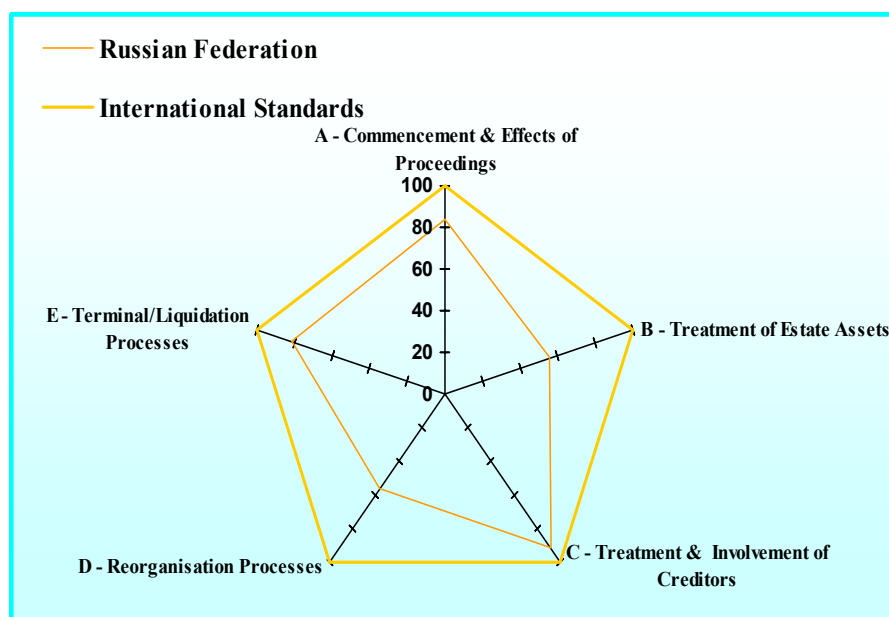 Russian Federation
International Standards
A - Commencement & Effects of
Proceedings
100
80
60
40
20
0
E - Terminal/Liquidation
Processes
B - Treatment of Estate Assets
D - Reorganisation Processes
C - Treatment & Involvement of
Creditors